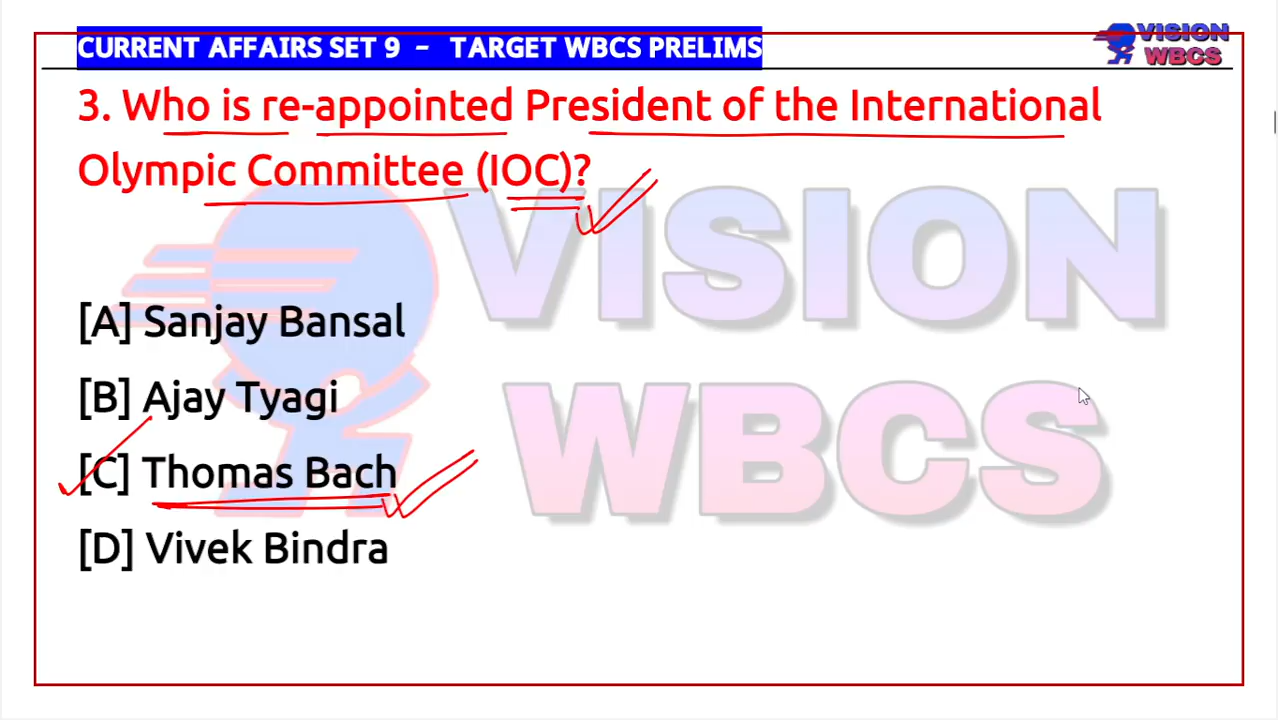 CURRENT AFFAIRS SET 9 - TARGET WBCS PRELIMS
VISION
WBCS
3. Who is re-appointed President of the International
Olympic Committee (IOC)?
VISION
WBCS
[A] Sanjay Bansal
[B] Ajay Tyagi
[C] Thomas Bach
[D] Vivek Bindra